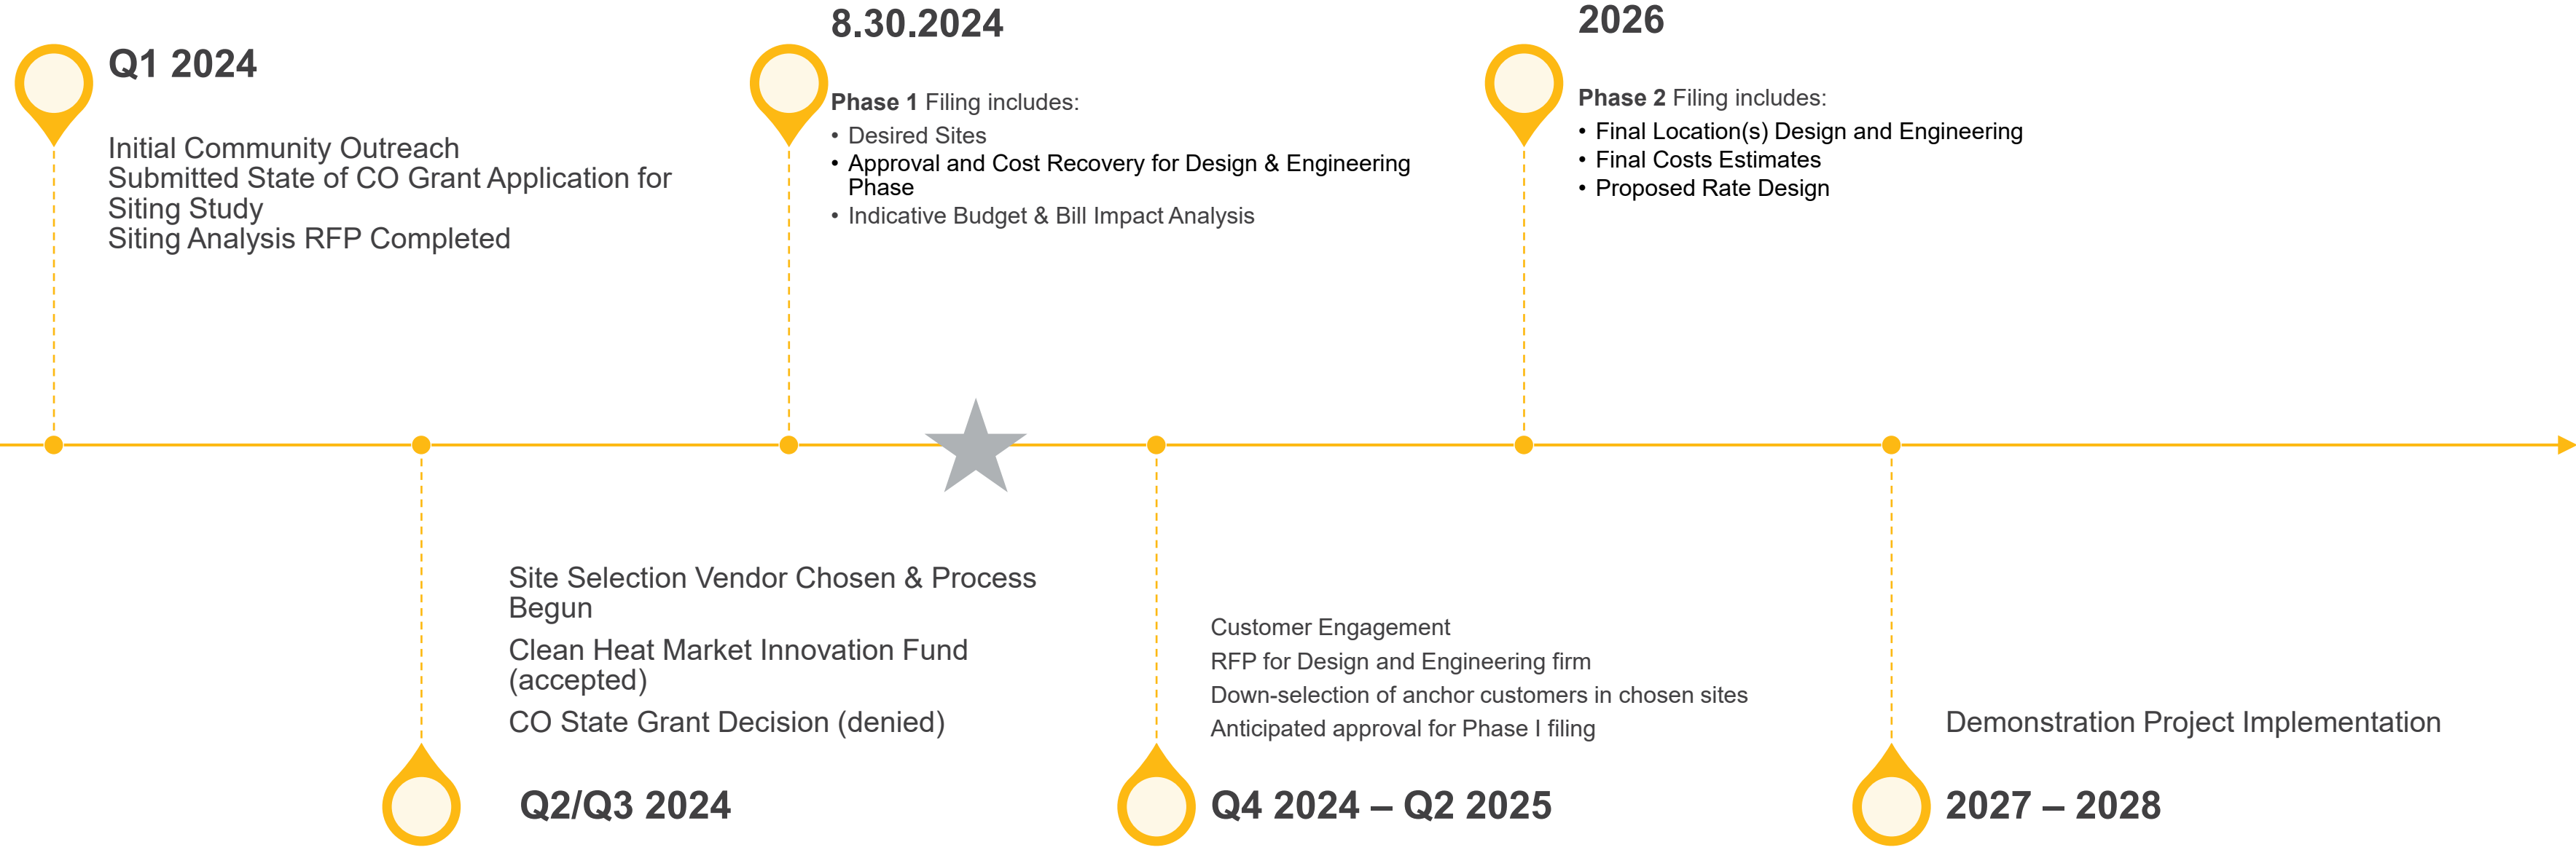 Q1 2024
Initial Community Outreach
Submitted State of CO Grant Application for
Siting Study
Siting Analysis RFP Completed
8.30.2024
Phase 1 Filing includes:
• Desired Sites
• Approval and Cost Recovery for Design & Engineering
Phase
• Indicative Budget & Bill Impact Analysis
2026
Phase 2 Filing includes:
• Final Location(s) Design and Engineering
• Final Costs Estimates
• Proposed Rate Design
Site Selection Vendor Chosen & Process
Begun
Clean Heat Market Innovation Fund
(accepted)
CO State Grant Decision (denied)
Q2/Q3 2024
Customer Engagement
RFP for Design and Engineering firm
Down-selection of anchor customers in chosen sites
Anticipated approval for Phase I filing
Q4 2024 – Q2 2025
Demonstration Project Implementation
2027 – 2028